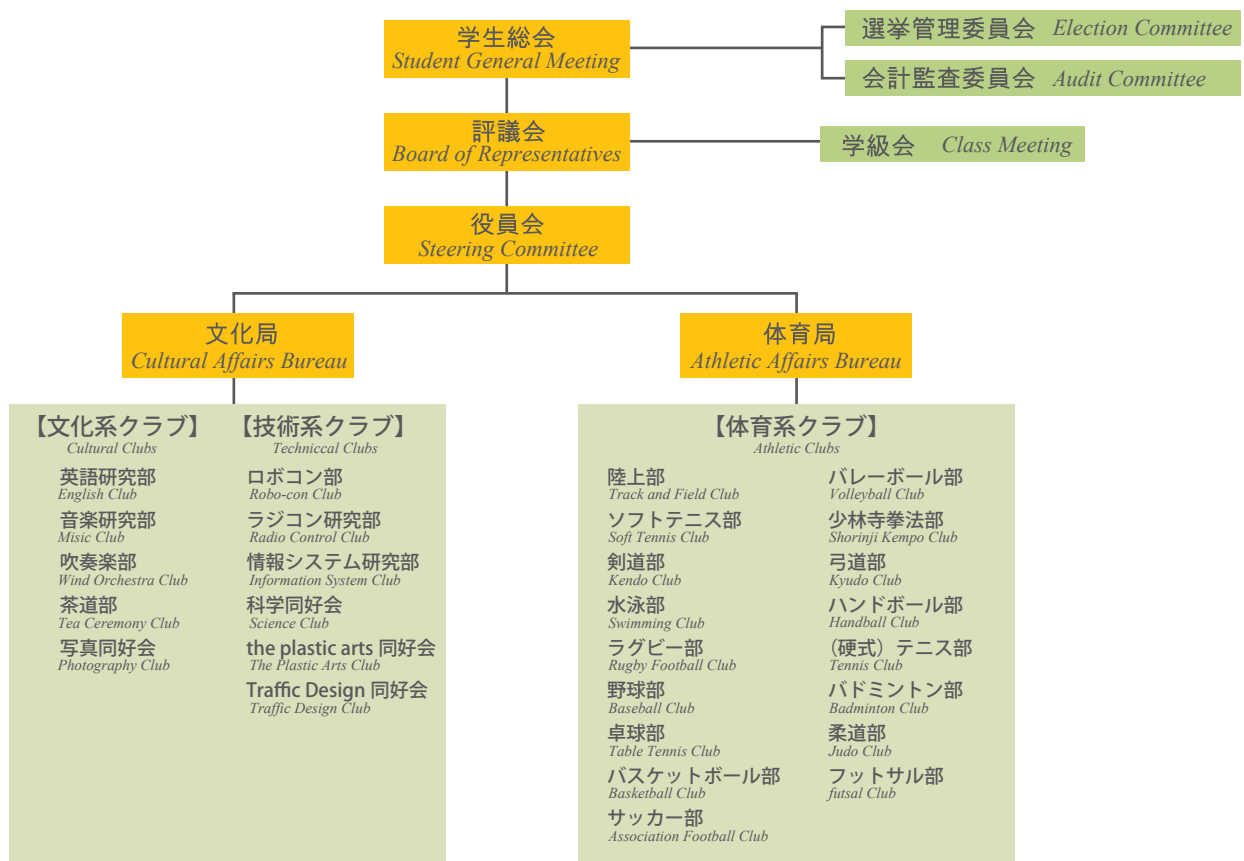 学生総会
Student General Meeting
選挙管理委員会 Election Committee
会計監査委員会 Audit Committee
評議会
Board of Representatives
学級会 Class Meeting
役員会
Steering Committee
文化局
Cultural Affairs Bureau
体育局
Athletic Affairs Bureau
【文化系クラブ】
Cultural Clubs
英語研究部
English Club
音楽研究部
Misic Club
吹奏楽部
Wind Orchestra Club
茶道部
Tea Ceremony Club
写真同好会
Photography Club
【技術系クラブ】
Techniccal Clubs
ロボコン部
Robo-con Club
ラジコン研究部
Radio Control Club
情報システム研究部
Information System Club
科学同好会
Science Club
the plastic arts 同好会
The Plastic Arts Club
Traffic Design 同好会
Traffic Design Club
【体育系クラブ】
Athletic Clubs
陸上部
Track and Field Club
ソフトテニス部
Soft Tennis Club
剣道部
Kendo Club
水泳部
Swimming Club
ラグビー部
Rugby Football Club
野球部
Baseball Club
卓球部
Table Tennis Club
バスケットボール部
Basketball Club
サッカー部
Association Football Club
バレーボール部
Volleyball Club
少林寺拳法部
Shorinji Kempo Club
弓道部
Kyudo Club
ハンドボール部
Handball Club
（硬式）テニス部
Tennis Club
バドミントン部
Badminton Club
柔道部
Judo Club
フットサル部
futsal Club